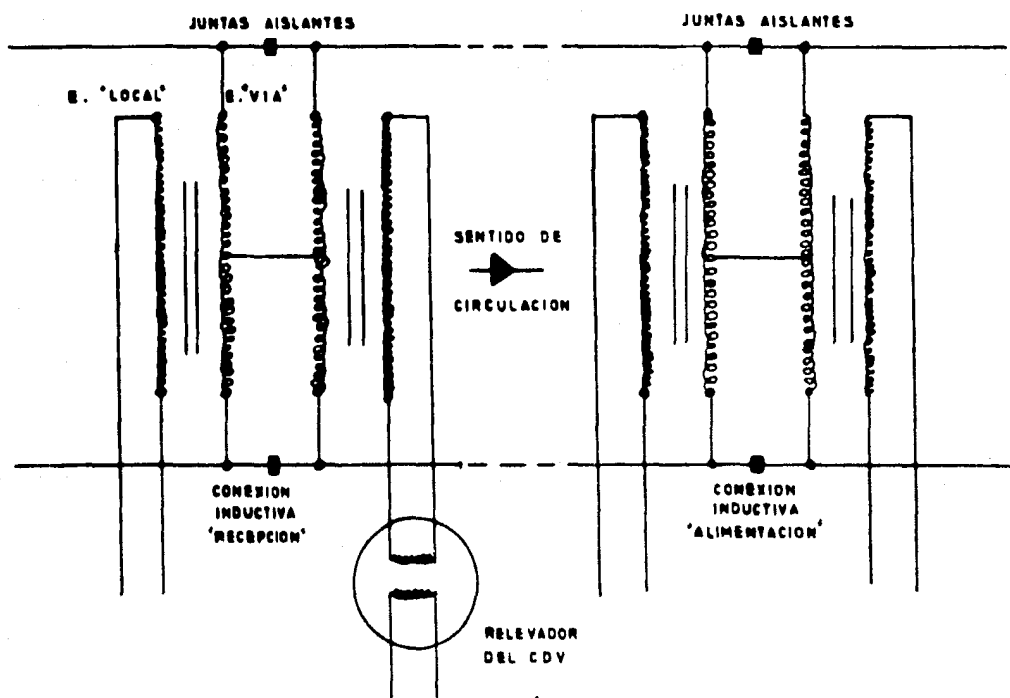 JUNTAS AISLANTES
JUNTAS AISLANTES
E. "LOCAL"
E. "VIA"
SENTIDO DE
CIRCULACION
CONEXION
INDUCTIVA
"RECEPCION"
CONEXION
INDUCTIVA
"ALIMENTACION"
RELEVADOR
DEL CDV